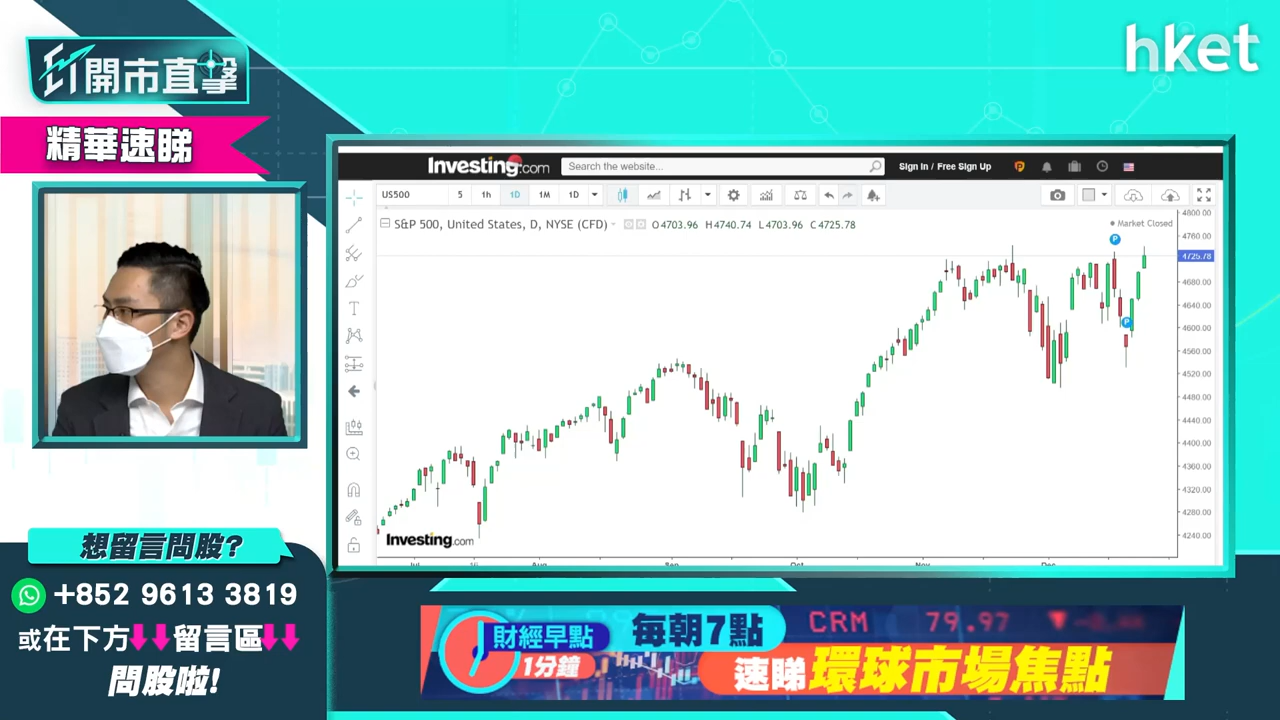 ET開市直擊
hket
精華速睇
Investing.com
Search the website...
Sign In / Free Sign Up
US500
5
1h
1D
1M
1D
S&P 500, United States, D, NYSE (CFD)
O4703.96 H4740.74 L4703.96 C4725.78
Market Closed
4800.00
4760.00
P
4725.78
4680.00
4640.00
P
4600.00
4560.00
4520.00
4480.00
4440.00
4400.00
4360.00
4320.00
4280.00
4240.00
Investing.com
Jul
Aug
Sep
Oct
Nov
Dec
想留言問股?
+852 9613 3819
或在下方留言區
問股啦!
財經早點
1分鐘
每朝7點
CRM 79.97
速睇環球市場焦點